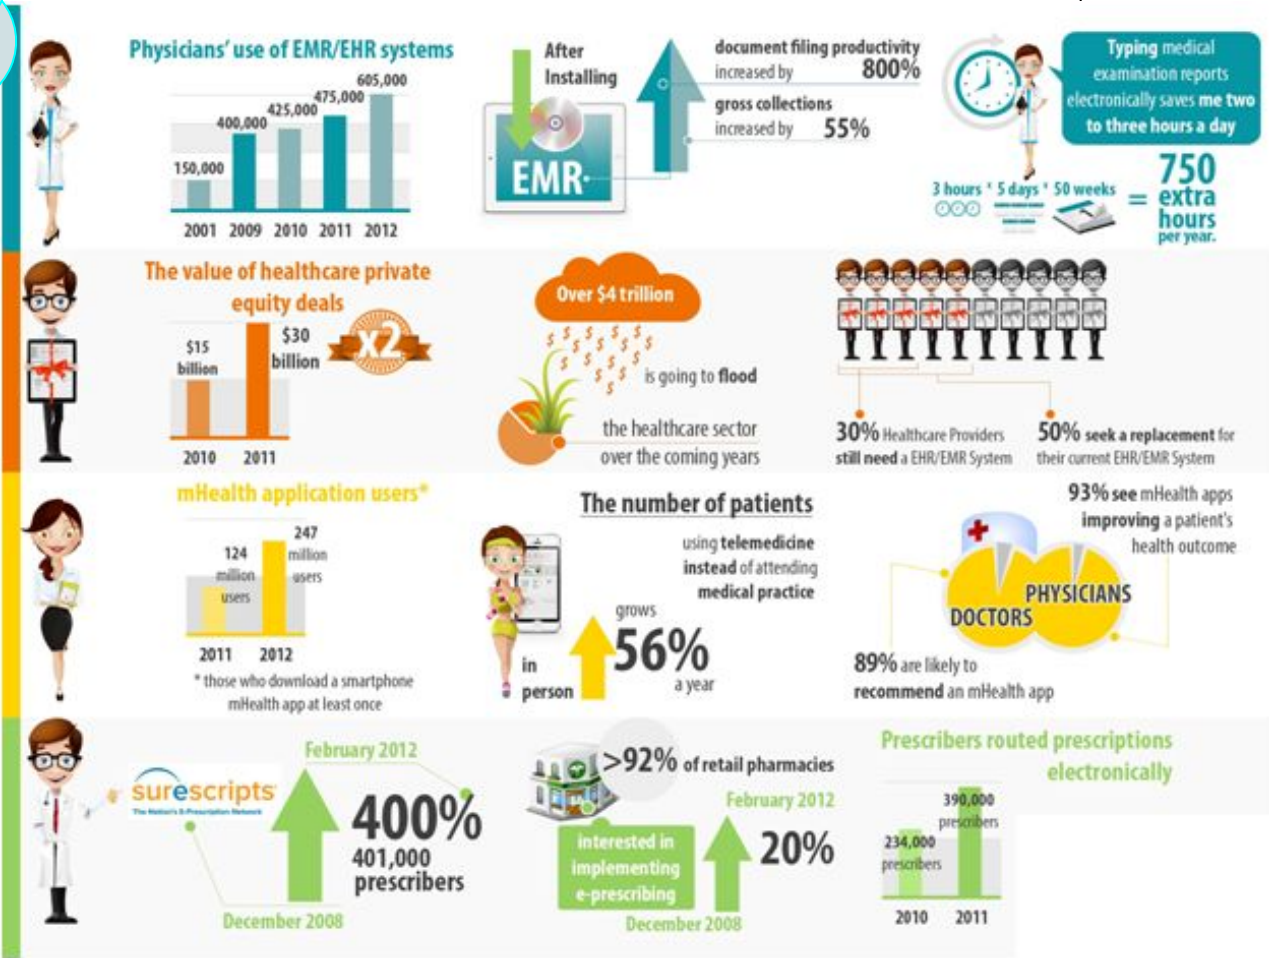 Physicians' use of EMR/EHR systems
150,000
400,000
425,000
475,000
605,000
2001 2009 2010 2011 2012
After
Installing
EMR
document filing productivity
increased by 800%
gross collections
increased by 55%
Typing medical
examination reports
electronically saves me two
to three hours a day
3 hours * 5 days * 50 weeks
=
750
extra
hours
per year.
The value of healthcare private
equity deals
$15
billion
$30
billion
x2
2010 2011
Over $4 trillion
$ $ $ $ $
$ $ $ $ $
$ $ $ $
$ $ $
$
is going to flood
the healthcare sector
over the coming years
30% Healthcare Providers
still need a EHR/EMR System
50% seek a replacement for
their current EHR/EMR System
mHealth application users*
124
million
users
247
million
users
2011 2012
* those who download a smartphone
mHealth app at least once
The number of patients
using telemedicine
instead of attending
medical practice
grows
56%
a year
in
person
93% see mHealth apps
improving a patient's
health outcome
PHYSICIANS
DOCTORS
89% are likely to
recommend an mHealth app
February 2012
surescripts
The Nation's E-Prescription Network
400%
401,000
prescribers
December 2008
>92% of retail pharmacies
February 2012
interested in
implementing
e-prescribing
20%
December 2008
Prescribers routed prescriptions
electronically
234,000
prescribers
390,000
prescribers
2010 2011